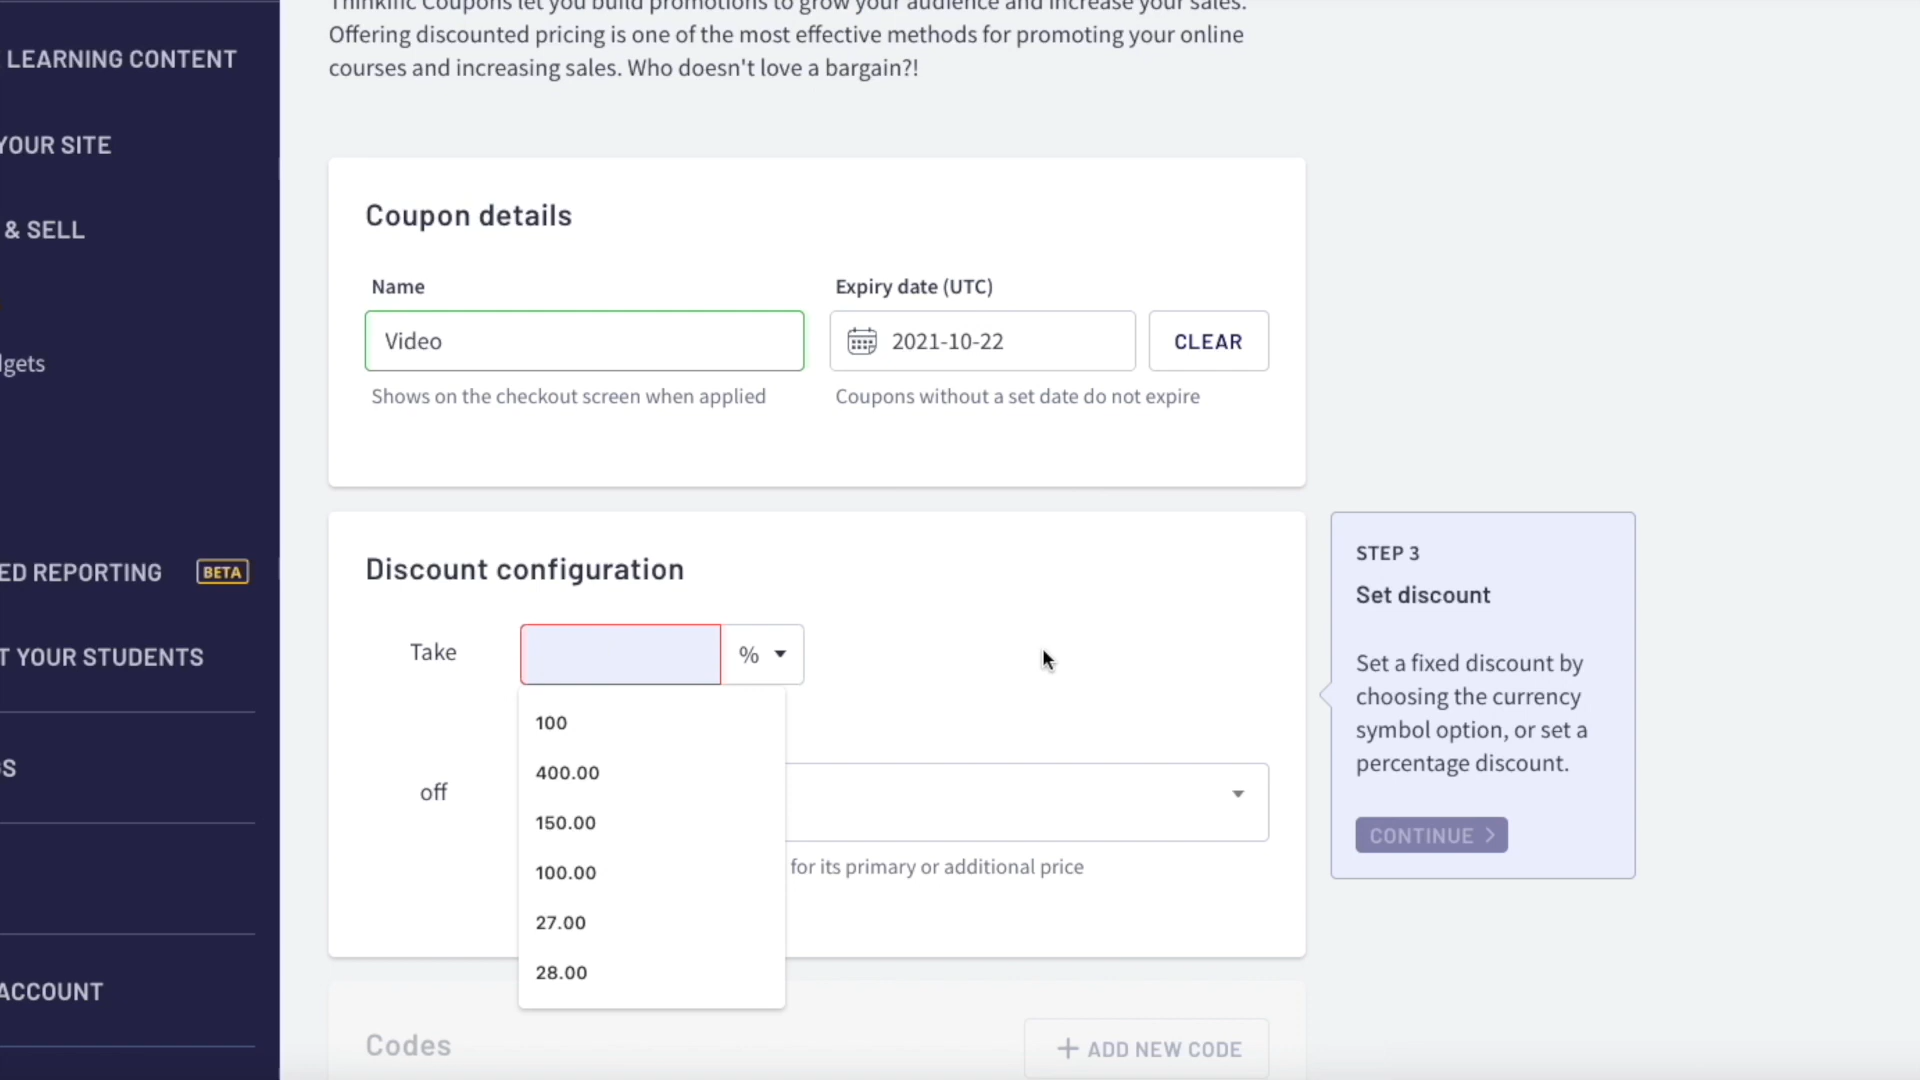 Thinkific Coupons let you build promotions to grow your audience and increase your sales.
Offering discounted pricing is one of the most effective methods for promoting your online
courses and increasing sales. Who doesn't love a bargain?!
LEARNING CONTENT
YOUR SITE
& SELL
lgets
ED REPORTING BETA
T YOUR STUDENTS
S
ACCOUNT
Coupon details
Name
Expiry date (UTC)
Video
2021-10-22
CLEAR
Shows on the checkout screen when applied
Coupons without a set date do not expire
Discount configuration
Take
%
100
400.00
150.00
100.00
27.00
28.00
off
for its primary or additional price
STEP 3
Set discount
Set a fixed discount by
choosing the currency
symbol option, or set a
percentage discount.
CONTINUE >
Codes
+ ADD NEW CODE